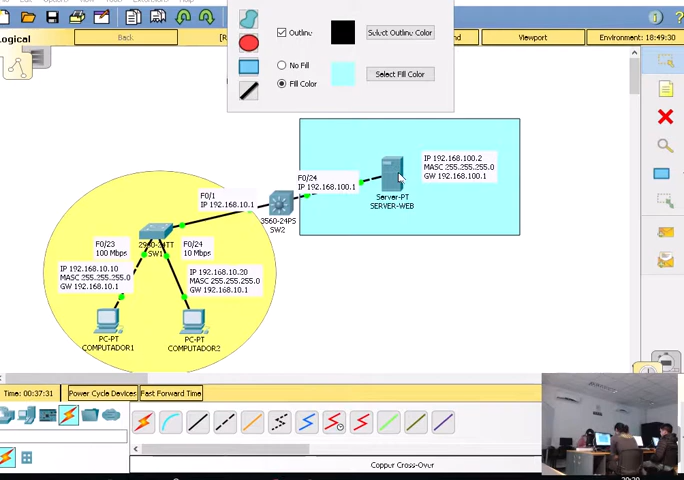 Logical
Back
[R
nd
Viewport
Environment: 18:49:30
Outline
Select Outline Color
No Fill
Fill Color
Select Fill Color
IP 192.168.100.2
MASC 255.255.255.0
GW 192.168.100.1
F0/24
IP 192.168.100.1
Server-PT
SERVER-WEB
F0/1
IP 192.168.10.1
3560-24PS
SW2
2960-24TT
SW1
F0/23
100 Mbps
F0/24
10 Mbps
IP 192.168.10.10
MASC 255.255.255.0
GW 192.168.10.1
IP 192.168.10.20
MASC 255.255.255.0
GW 192.168.10.1
PC-PT
COMPUTADOR1
PC-PT
COMPUTADOR2
Time: 00:37:31
Power Cycle Devices
Fast Forward Time
Copper Cross-Over